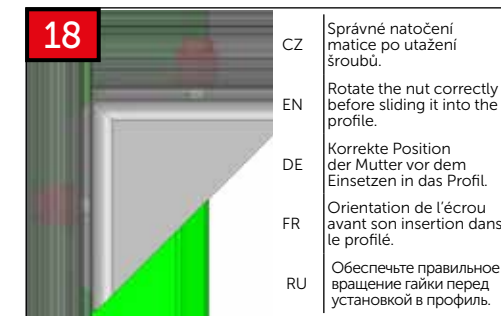 18
CZ
Správné natočení
matice po utažení
šroubů.
EN
Rotate the nut correctly
before sliding it into the
profile.
DE
Korrekte Position
der Mutter vor dem
Einsetzen in das Profil.
FR
Orientation de l'écrou
avant son insertion dans
le profilé.
RU
Обеспечьте правильное
вращение гайки перед
установкой в профиль.